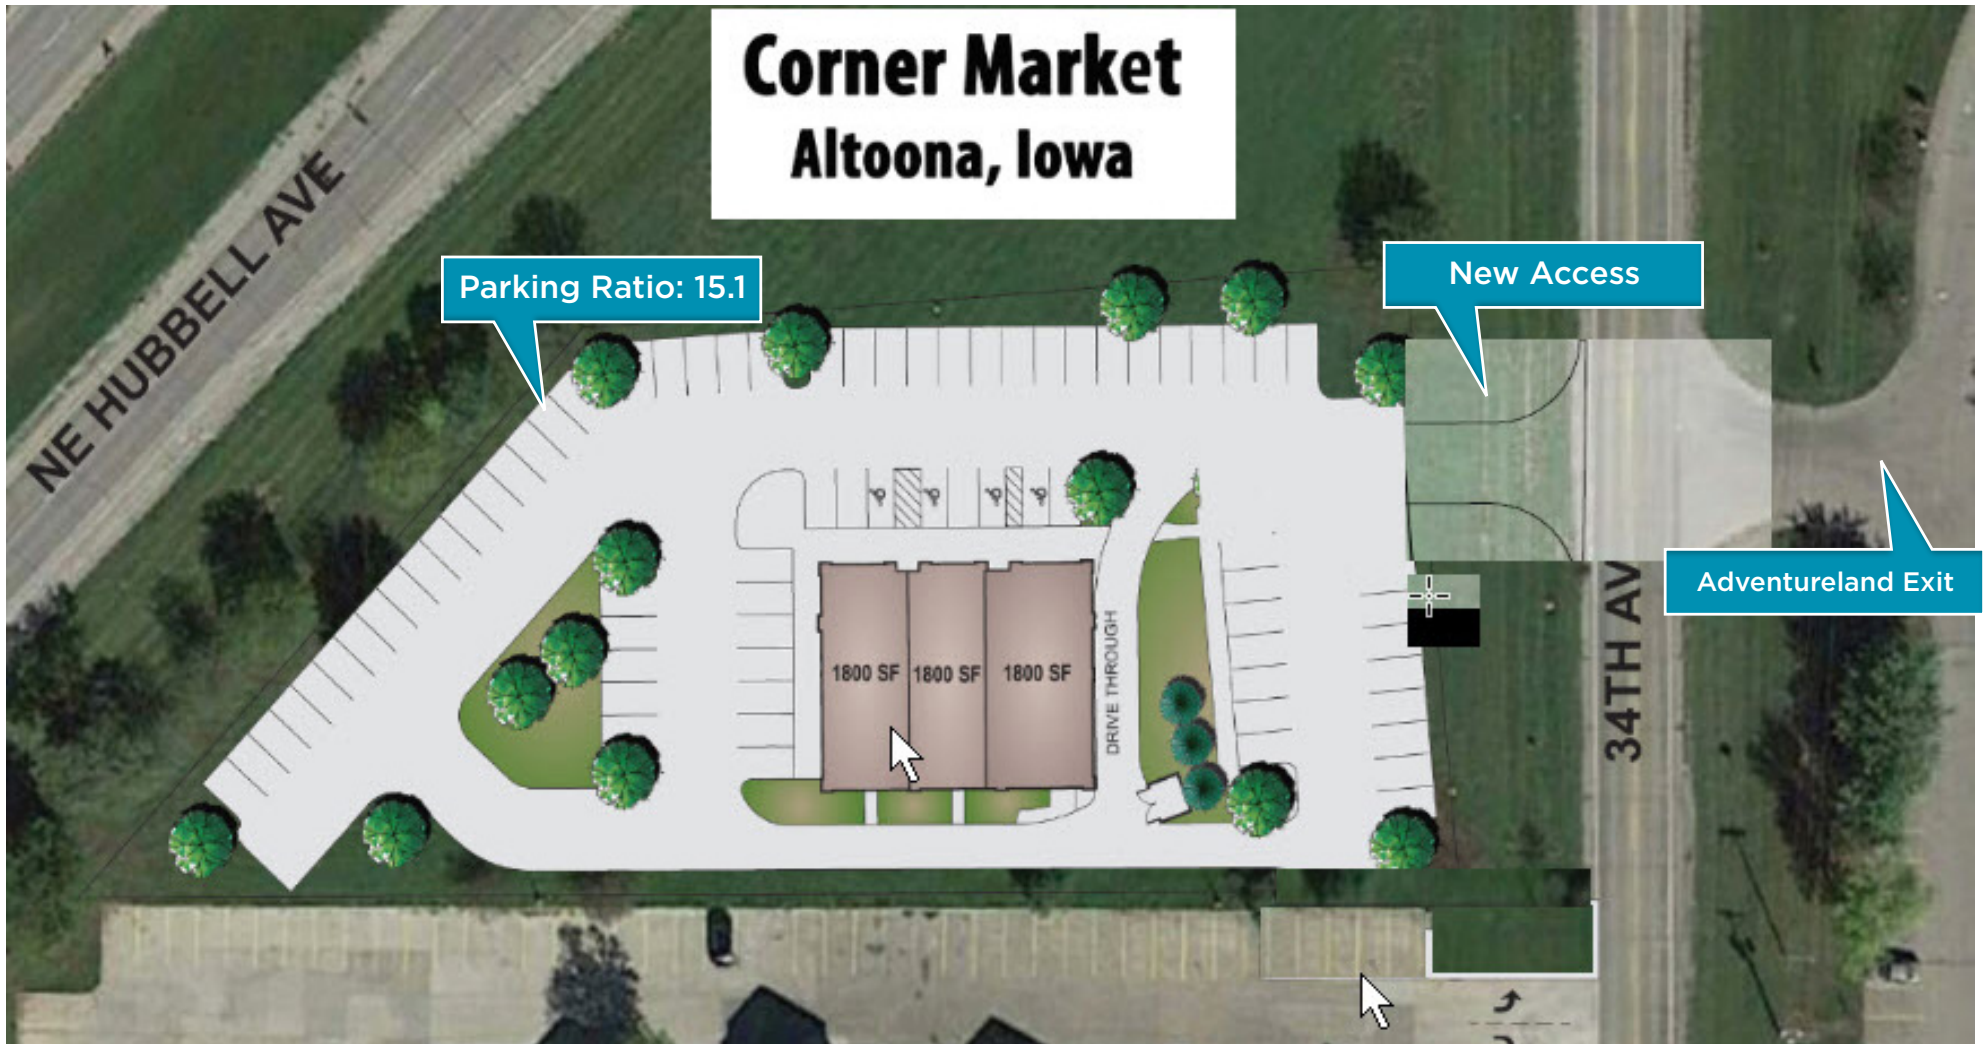 Corner Market
Altoona, Iowa
NE HUBBELL AVE
Parking Ratio: 15.1
New Access
Adventureland Exit
34TH AV
1800 SF
1800 SF
1800 SF
DRIVE THROUGH